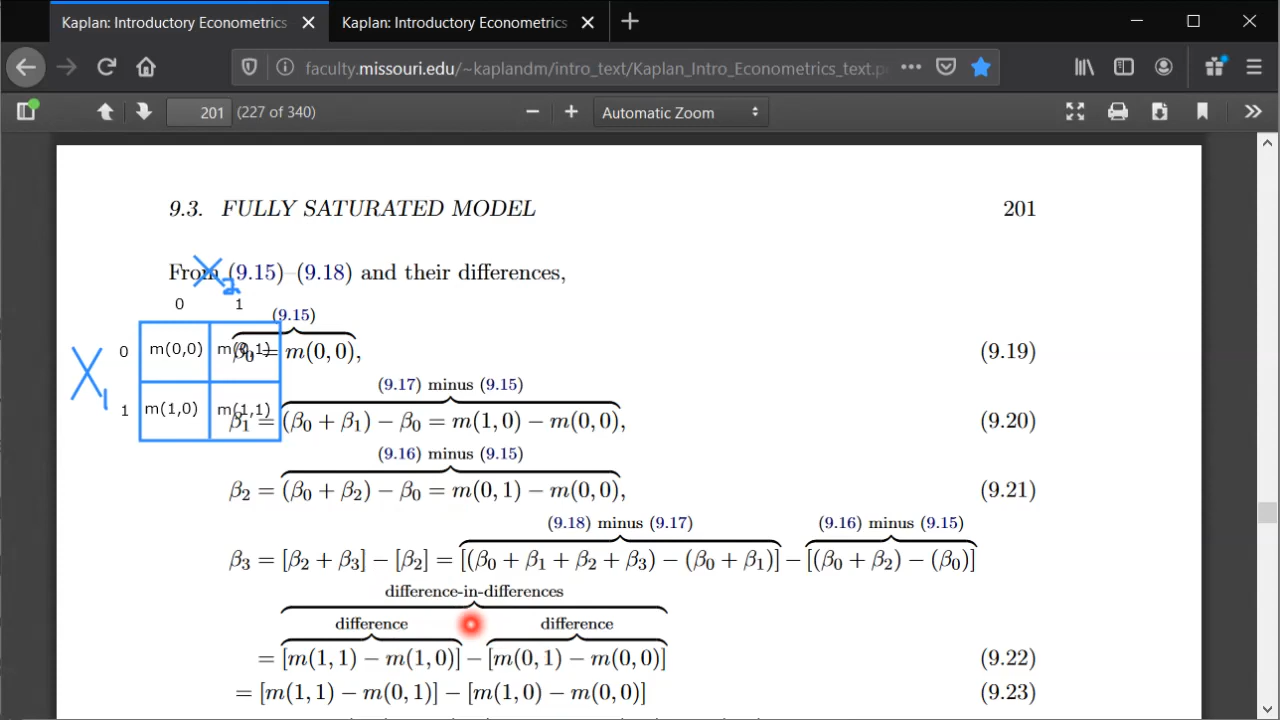 Kaplan: Introductory Econometrics
Kaplan: Introductory Econometrics
faculty.missouri.edu/~kaplandm/intro_text/Kaplan_Intro_Econometrics_text.p
201 (227 of 340)
Automatic Zoom
9.3. FULLY SATURATED MODEL 201
From (9.15)–(9.18) and their differences,
X2
0 1
X1
0 m(0,0) m(0,1)
1 m(1,0) m(1,1)
(9.15)
β₀ = m(0,0), (9.19)
(9.17) minus (9.15)
β₁ = (β₀ + β₁) − β₀ = m(1,0) − m(0,0), (9.20)
(9.16) minus (9.15)
β₂ = (β₀ + β₂) − β₀ = m(0,1) − m(0,0), (9.21)
(9.18) minus (9.17) (9.16) minus (9.15)
β₃ = [β₂ + β₃] − [β₂] = [(β₀ + β₁ + β₂ + β₃) − (β₀ + β₁)] − [(β₀ + β₂) − (β₀)]
difference-in-differences
difference difference
= [m(1,1) − m(1,0)] − [m(0,1) − m(0,0)] (9.22)
= [m(1,1) − m(0,1)] − [m(1,0) − m(0,0)] (9.23)